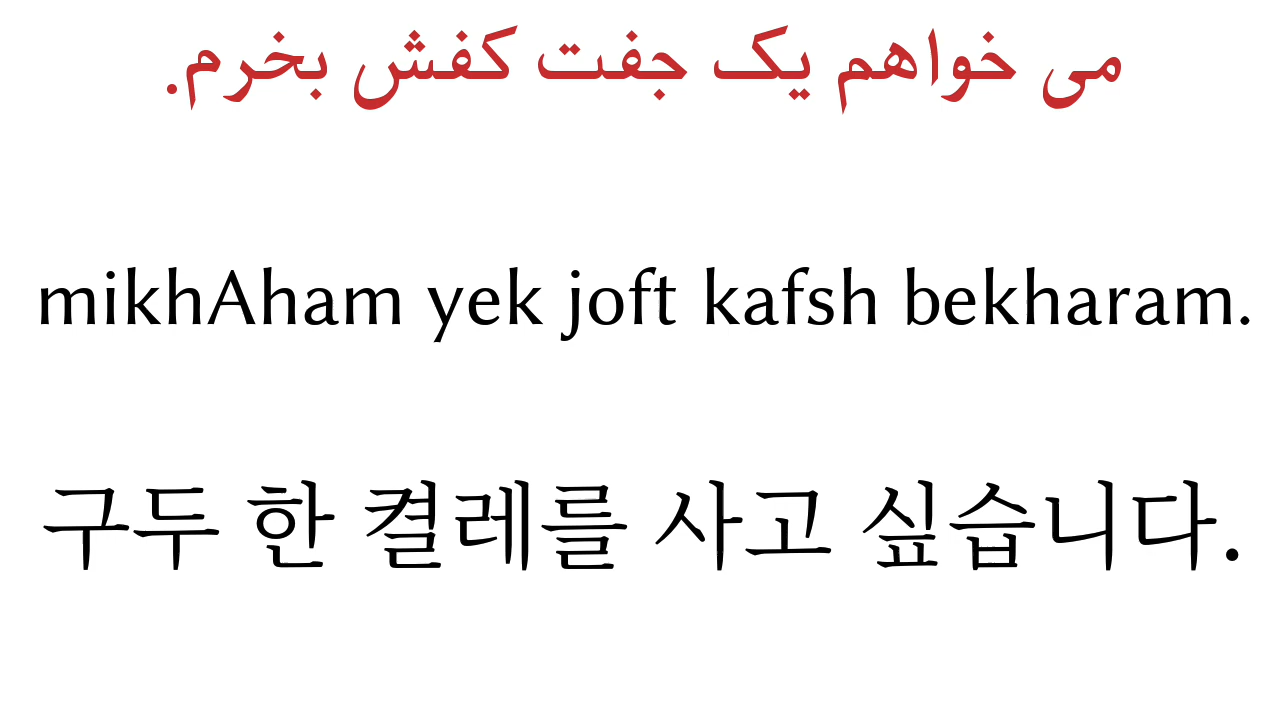 می خواهم یک جفت کفش بخرم.
mikhAham yek joft kafsh bekharam.
구두 한 켤레를 사고 싶습니다.